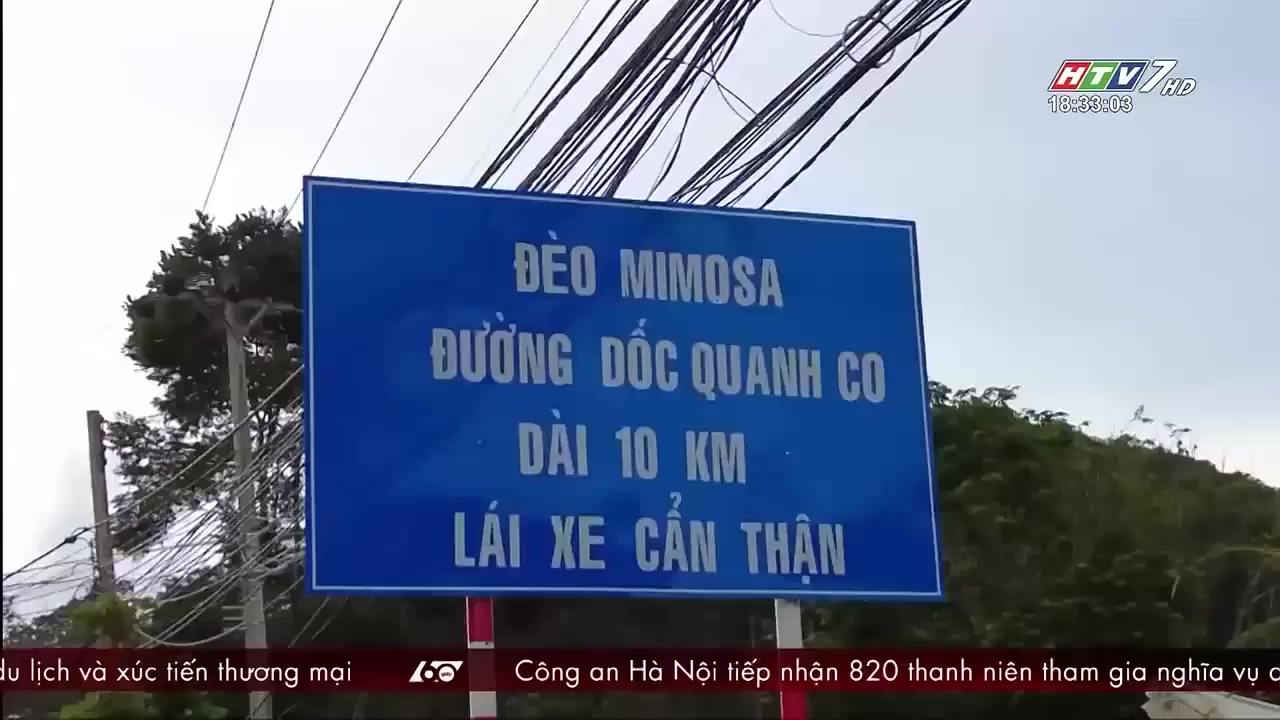 HTV7 HD
18:33:03
ĐÈO MIMOSA
ĐƯỜNG DỐC QUANH CO
DÀI 10 KM
LÁI XE CẨN THẬN
du lịch và xúc tiến thương mại 60 Công an Hà Nội tiếp nhận 820 thanh niên tham gia nghĩa vụ